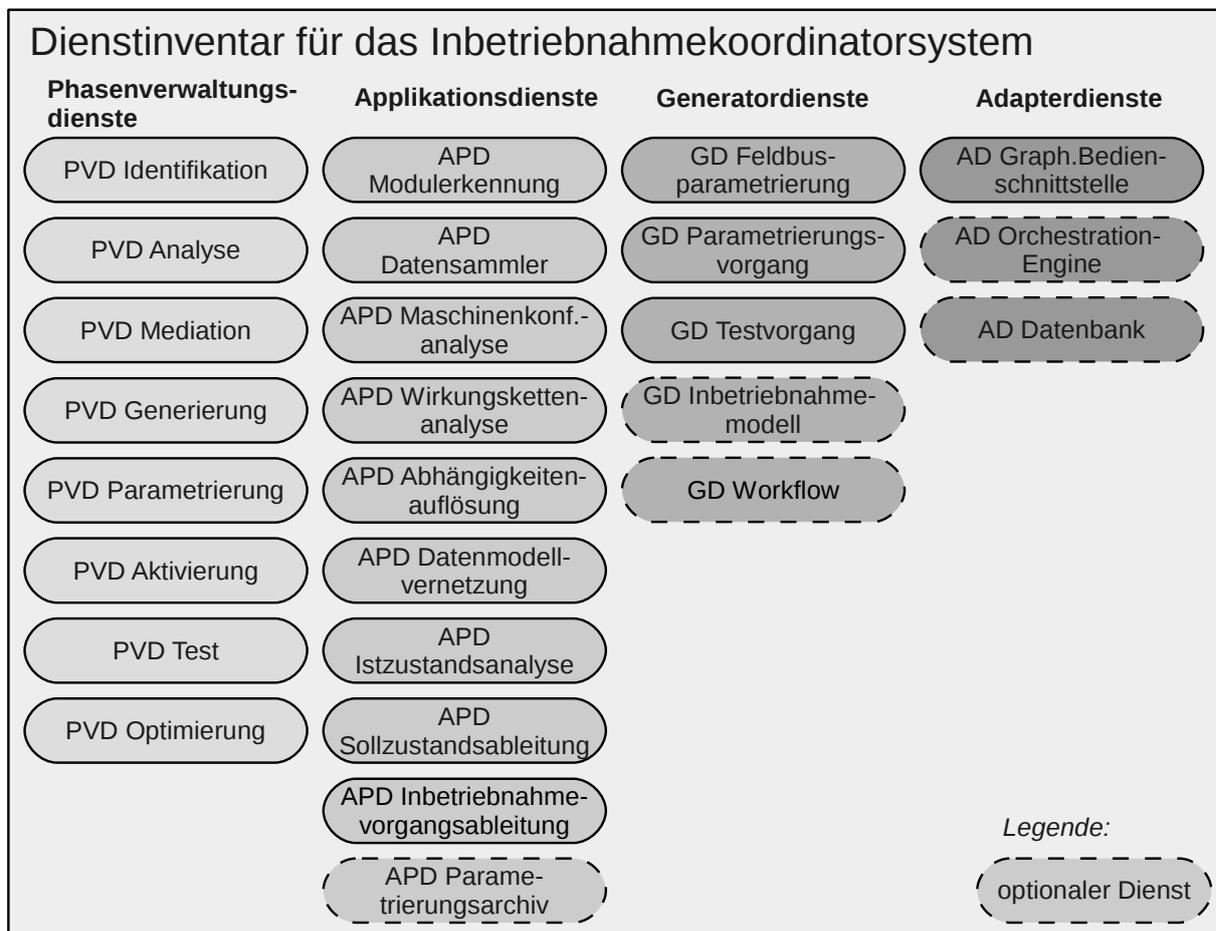 Dienstinventar für das Inbetriebnahmekoordinatorsystem
Phasenverwaltungs-
dienste
PVD Identifikation
PVD Analyse
PVD Mediation
PVD Generierung
PVD Parametrierung
PVD Aktivierung
PVD Test
PVD Optimierung
Applikationsdienste
APD
Modulerkennung
APD
Datensammler
APD Maschinenkonf.-
analyse
APD Wirkungsketten-
analyse
APD Abhängigkeiten-
auflösung
APD Datenmodell-
vernetzung
APD
Istzustandsanalyse
APD
Sollzustandsableitung
APD Inbetriebnahme-
vorgangsableitung
APD Parame-
trierungsarchiv
Generatordienste
GD Feldbus-
parametrierung
GD Parametrierungs-
vorgang
GD Testvorgang
GD Inbetriebnahme-
modell
GD Workflow
Adapterdienste
AD Graph.Bedien-
schnittstelle
AD Orchestration-
Engine
AD Datenbank
Legende:
optionaler Dienst